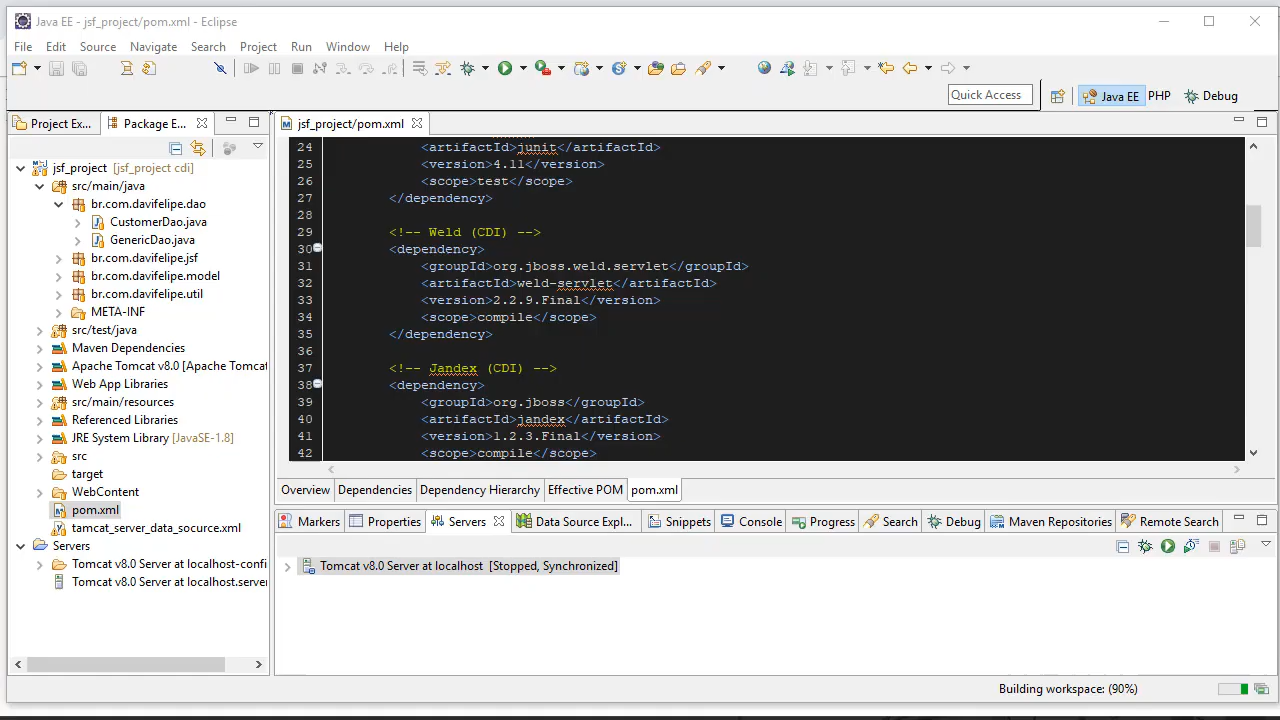 Java EE - jsf_project/pom.xml - Eclipse
File Edit Source Navigate Search Project Run Window Help
Quick Access
Java EE
PHP
Debug
Project Ex...
Package E...
jsf_project [jsf_project cdi]
src/main/java
br.com.davifelipe.dao
CustomerDao.java
GenericDao.java
br.com.davifelipe.jsf
br.com.davifelipe.model
br.com.davifelipe.util
META-INF
src/test/java
Maven Dependencies
Apache Tomcat v8.0 [Apache Tomcat
Web App Libraries
src/main/resources
Referenced Libraries
JRE System Library [JavaSE-1.8]
src
target
WebContent
pom.xml
tamcat_server_data_socurce.xml
Servers
Tomcat v8.0 Server at localhost-confi
Tomcat v8.0 Server at localhost.server
jsf_project/pom.xml
24 <artifactId>junit</artifactId>
25 <version>4.11</version>
26 <scope>test</scope>
27 </dependency>
28
29 <!-- Weld (CDI) -->
30 <dependency>
31 <groupId>org.jboss.weld.servlet</groupId>
32 <artifactId>weld-servlet</artifactId>
33 <version>2.2.9.Final</version>
34 <scope>compile</scope>
35 </dependency>
36
37 <!-- Jandex (CDI) -->
38 <dependency>
39 <groupId>org.jboss</groupId>
40 <artifactId>jandex</artifactId>
41 <version>1.2.3.Final</version>
42 <scope>compile</scope>
Overview Dependencies Dependency Hierarchy Effective POM pom.xml
Markers Properties Servers Data Source Expl... Snippets Console Progress Search Debug Maven Repositories Remote Search
Tomcat v8.0 Server at localhost [Stopped, Synchronized]
Building workspace: (90%)